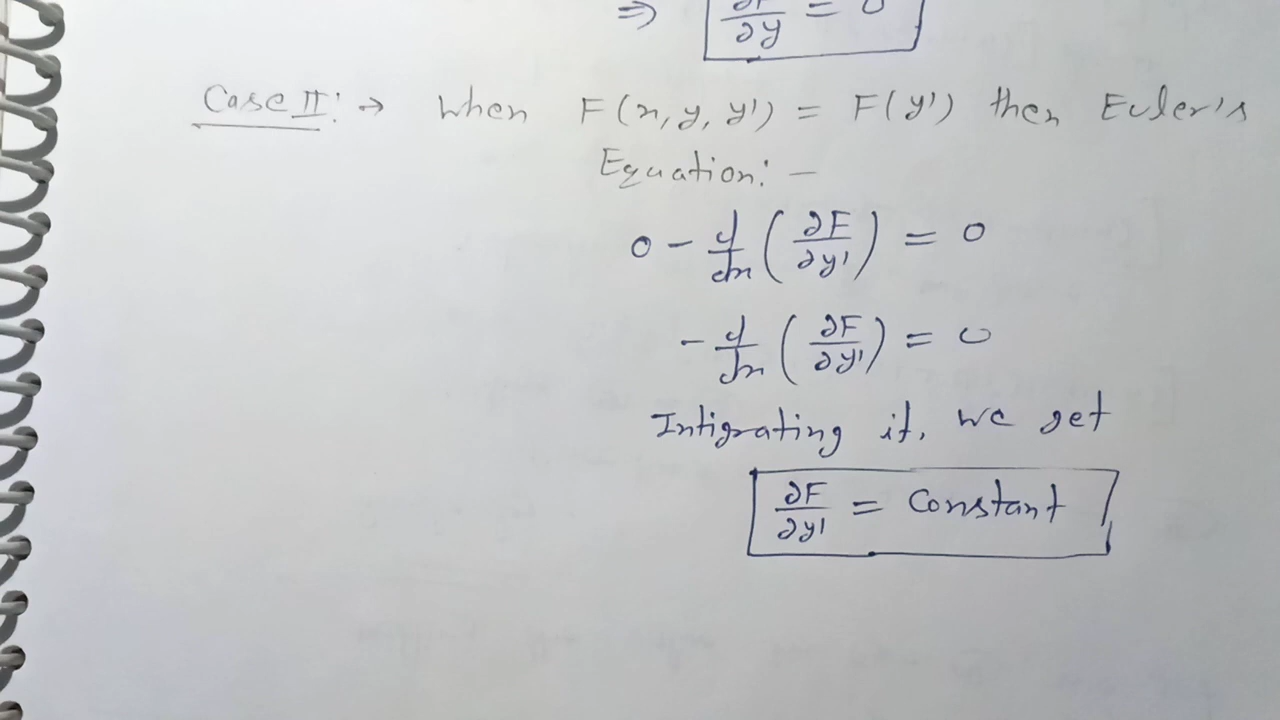 ⇒ ∂F/∂y = 0
Case II: → When F(x, y, y') = F(y') then Euler's
Equation: —
0 - d/dx (∂F/∂y') = 0
- d/dx (∂F/∂y') = 0
Intigrating it, we get
∂F/∂y' = Constant